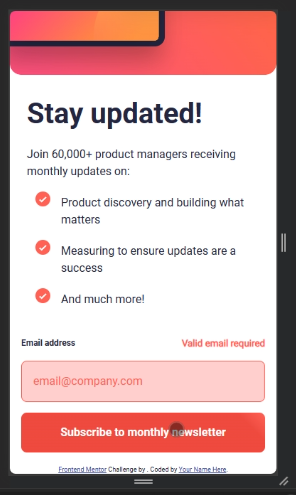 Stay updated!
Join 60,000+ product managers receiving
monthly updates on:
Product discovery and building what
matters
Measuring to ensure updates are a
success
And much more!
Email address
Valid email required
email@company.com
Subscribe to monthly newsletter
Frontend Mentor Challenge by . Coded by Your Name Here.